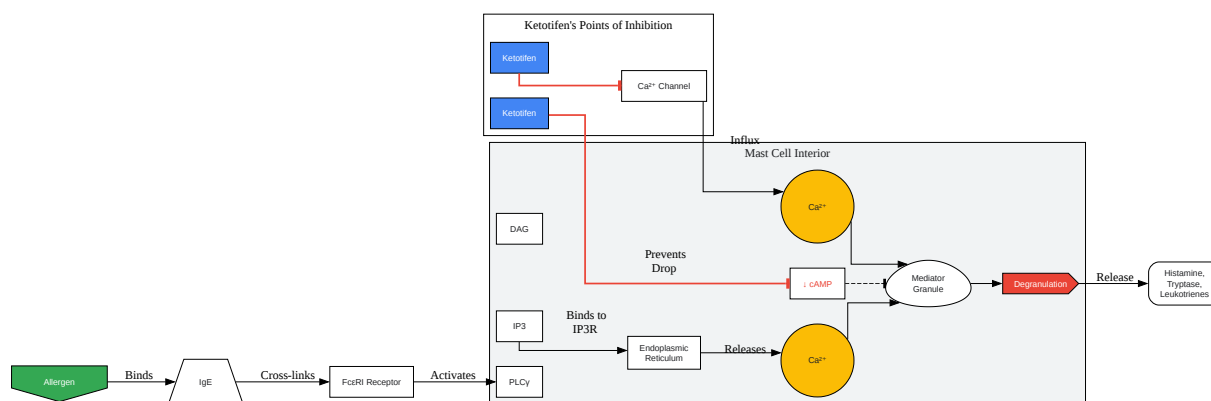 Ketotifen's Points of Inhibition
Ketotifen
Ca²⁺ Channel
Ketotifen
Influx
Mast Cell Interior
Ca²⁺
DAG
Prevents
Drop
↓ cAMP
Mediator
Granule
Degranulation
Release
Histamine,
Tryptase,
Leukotrienes
IP3
Binds to
IP3R
Endoplasmic
Reticulum
Releases
Ca²⁺
Allergen
Binds
IgE
Cross-links
FcεRI Receptor
Activates
PLCγ